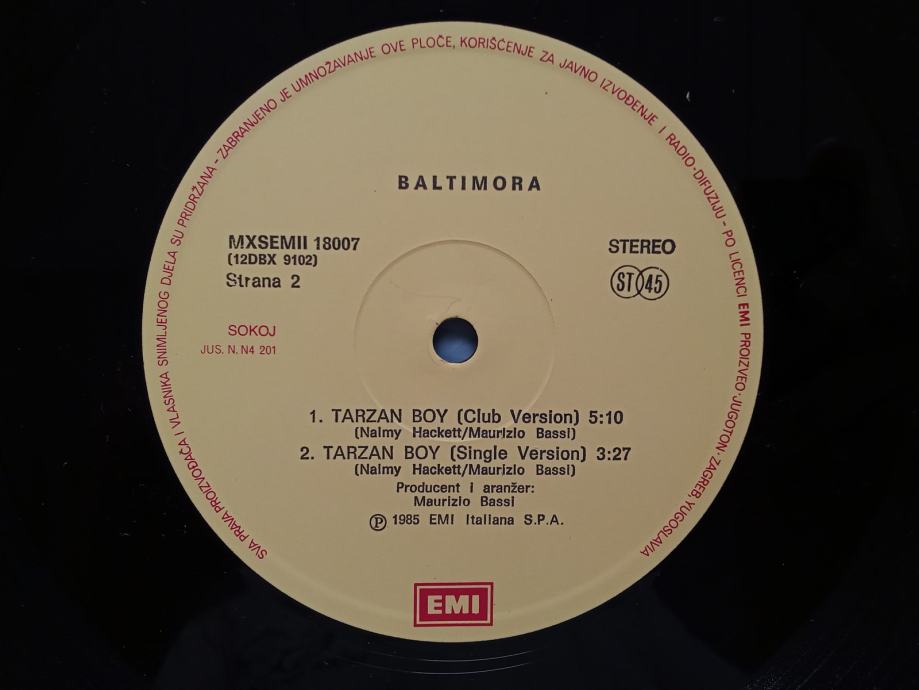 SVA PRAVA PROIZVOĐAČA I VLASNIKA SNIMLJENOG DJELA SU PRIDRŽANA - ZABRANJENO JE UMNOŽAVANJE OVE PLOČE, KORIŠĆENJE ZA JAVNO IZVOĐENJE I RADIO-DIFUZIJU - PO LICENCI EMI PROIZVEO JUGOTON · ZAGREB, YUGOSLAVIA
BALTIMORA
MXSEMII 18007
(12DBX 9102)
Strana 2
STEREO
ST 45
SOKOJ
JUS. N. N4 201
1. TARZAN BOY (Club Version) 5:10
(Naimy Hackett/Maurizio Bassi)
2. TARZAN BOY (Single Version) 3:27
(Naimy Hackett/Maurizio Bassi)
Producent i aranžer:
Maurizio Bassi
Ⓟ 1985 EMI Italiana S.P.A.
EMI